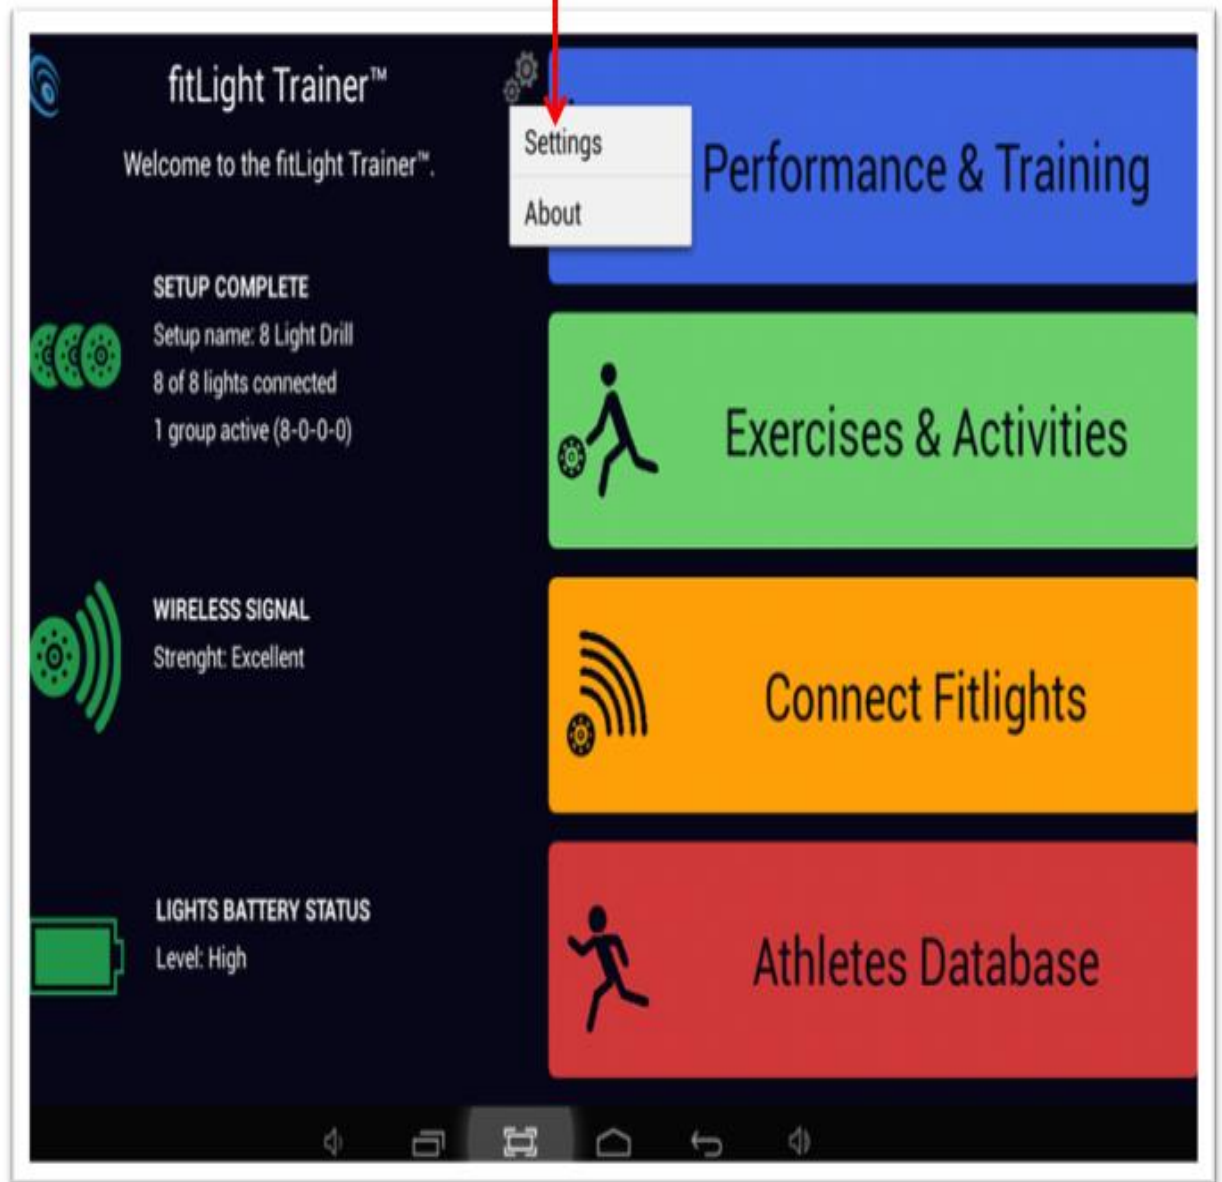 fitLight Trainer™
Welcome to the fitLight Trainer™.
Settings
About
SETUP COMPLETE
Setup name: 8 Light Drill
8 of 8 lights connected
1 group active (8-0-0-0)
WIRELESS SIGNAL
Strenght: Excellent
LIGHTS BATTERY STATUS
Level: High
Performance & Training
Exercises & Activities
Connect Fitlights
Athletes Database